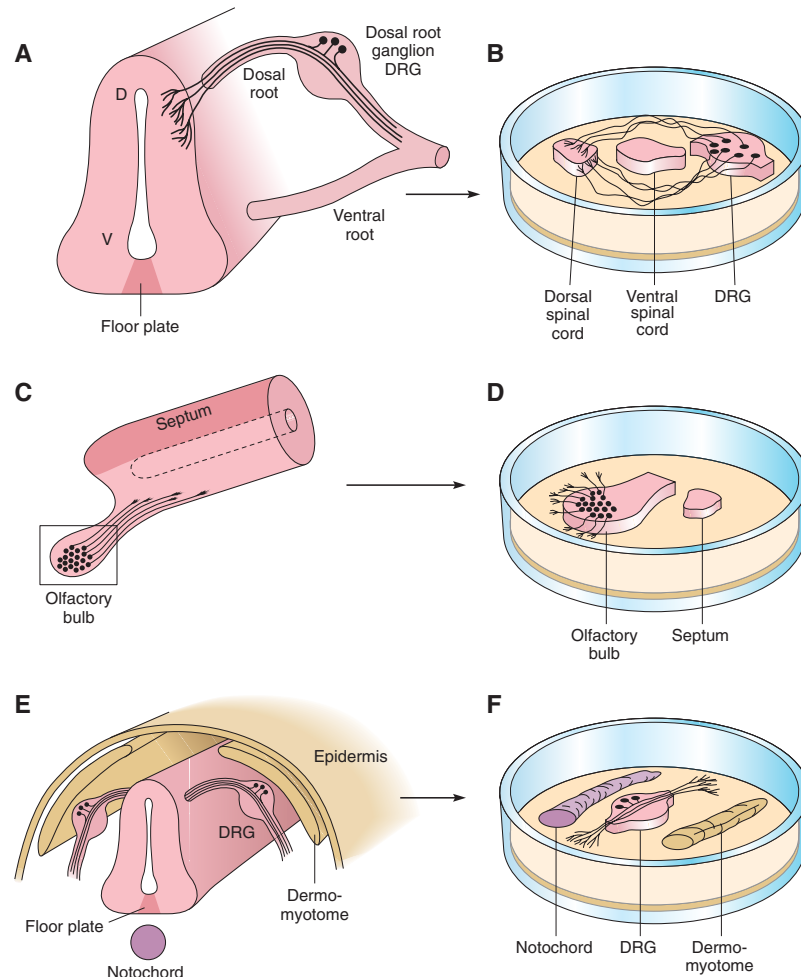 A
D
V
Dosal
root
Dosal root
ganglion
DRG
Ventral
root
Floor plate
B
Dorsal
spinal
cord
Ventral
spinal
cord
DRG
C
Septum
Olfactory
bulb
D
Olfactory
bulb
Septum
E
Epidermis
DRG
Dermo-
myotome
Floor plate
Notochord
F
Notochord
DRG
Dermo-
myotome